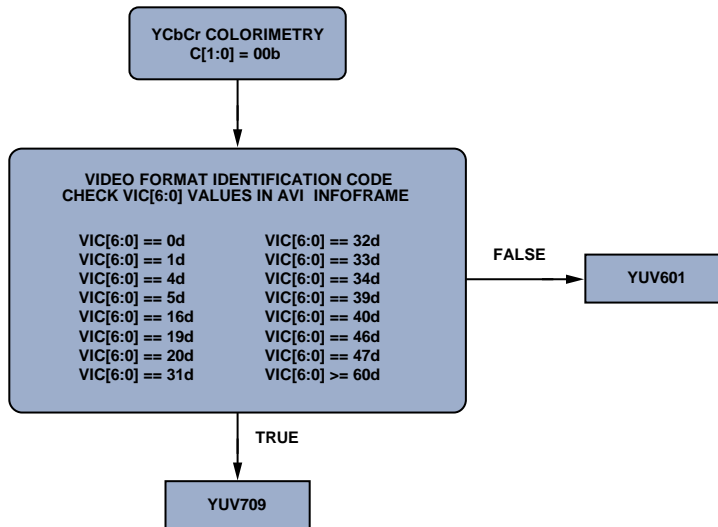 YCbCr COLORIMETRY
C[1:0] = 00b
VIDEO FORMAT IDENTIFICATION CODE
CHECK VIC[6:0] VALUES IN AVI INFOFRAME
VIC[6:0] == 0d
VIC[6:0] == 1d
VIC[6:0] == 4d
VIC[6:0] == 5d
VIC[6:0] == 16d
VIC[6:0] == 19d
VIC[6:0] == 20d
VIC[6:0] == 31d
VIC[6:0] == 32d
VIC[6:0] == 33d
VIC[6:0] == 34d
VIC[6:0] == 39d
VIC[6:0] == 40d
VIC[6:0] == 46d
VIC[6:0] == 47d
VIC[6:0] >= 60d
FALSE
YUV601
TRUE
YUV709